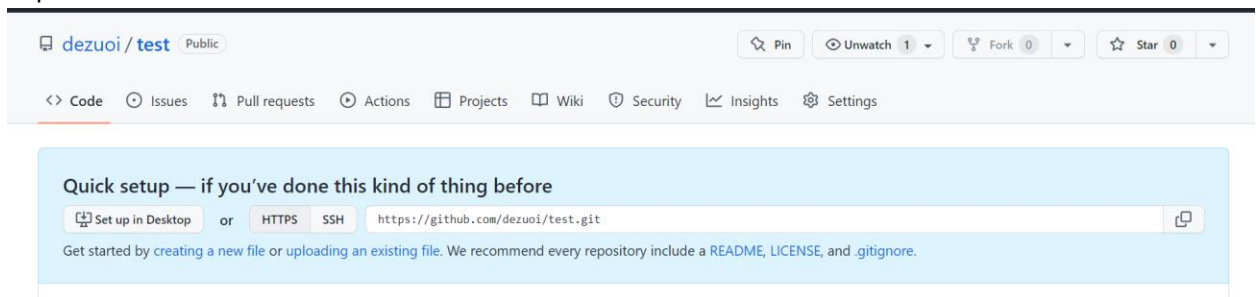 dezuoi / test Public Pin Unwatch 1 Fork 0 Star 0
<> Code Issues Pull requests Actions Projects Wiki Security Insights Settings
Quick setup — if you've done this kind of thing before
Set up in Desktop or HTTPS SSH https://github.com/dezuoi/test.git
Get started by creating a new file or uploading an existing file. We recommend every repository include a README, LICENSE, and .gitignore.